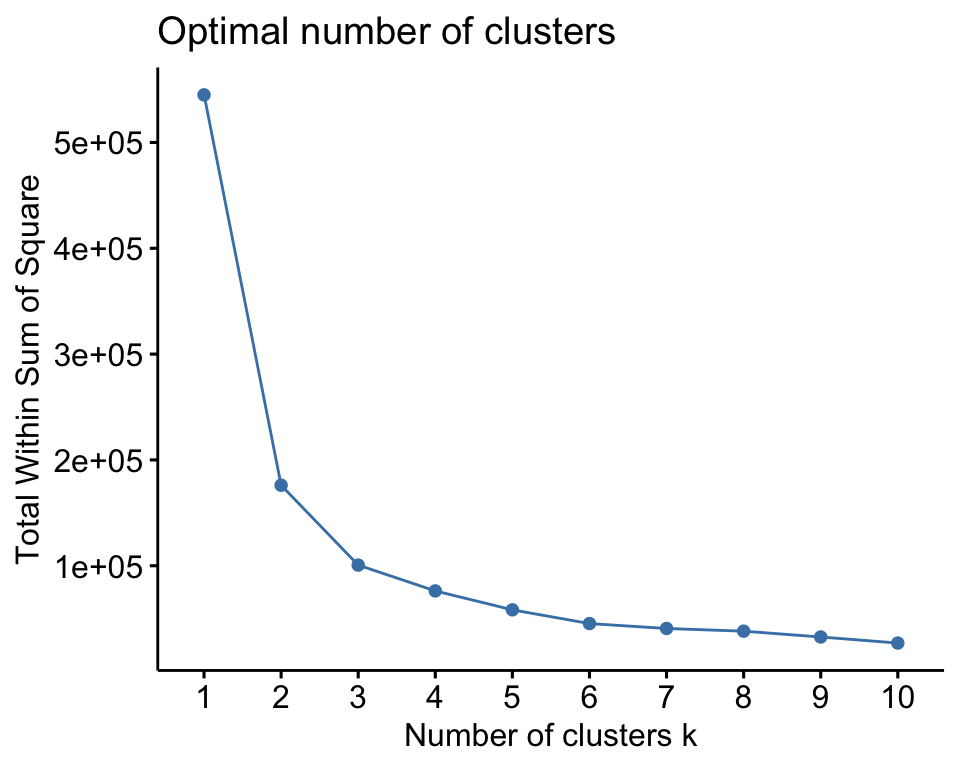 Optimal number of clusters
Total Within Sum of Square
5e+05
4e+05
3e+05
2e+05
1e+05
1 2 3 4 5 6 7 8 9 10
Number of clusters k